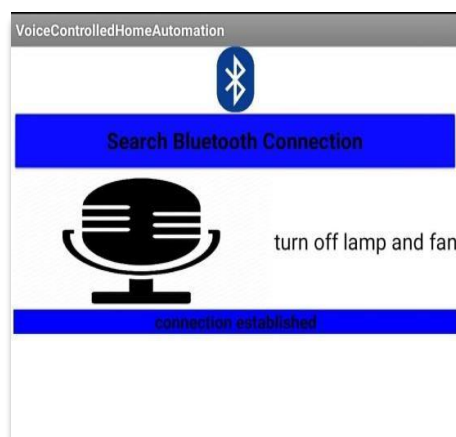 VoiceControlledHomeAutomation
Search Bluetooth Connection
turn off lamp and fan
connection established